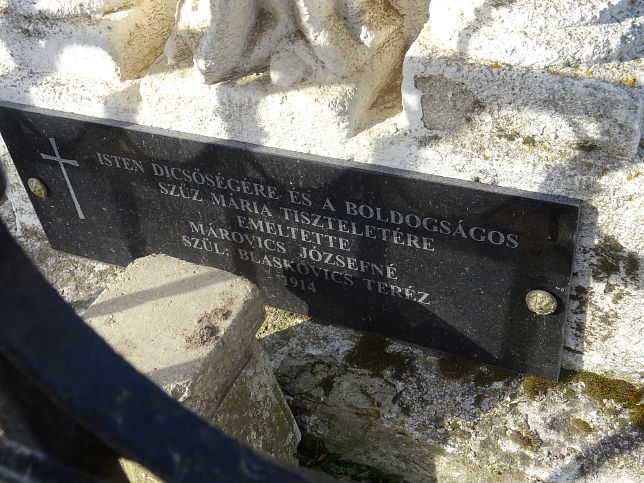 ISTEN DICSŐSÉGÉRE ÉS A BOLDOGSÁGOS
SZŰZ MÁRIA TISZTELETÉRE
EMELTETTE
MÁROVICS JÓZSEFNÉ
SZÜL. BLASKOVICS TERÉZ
1914